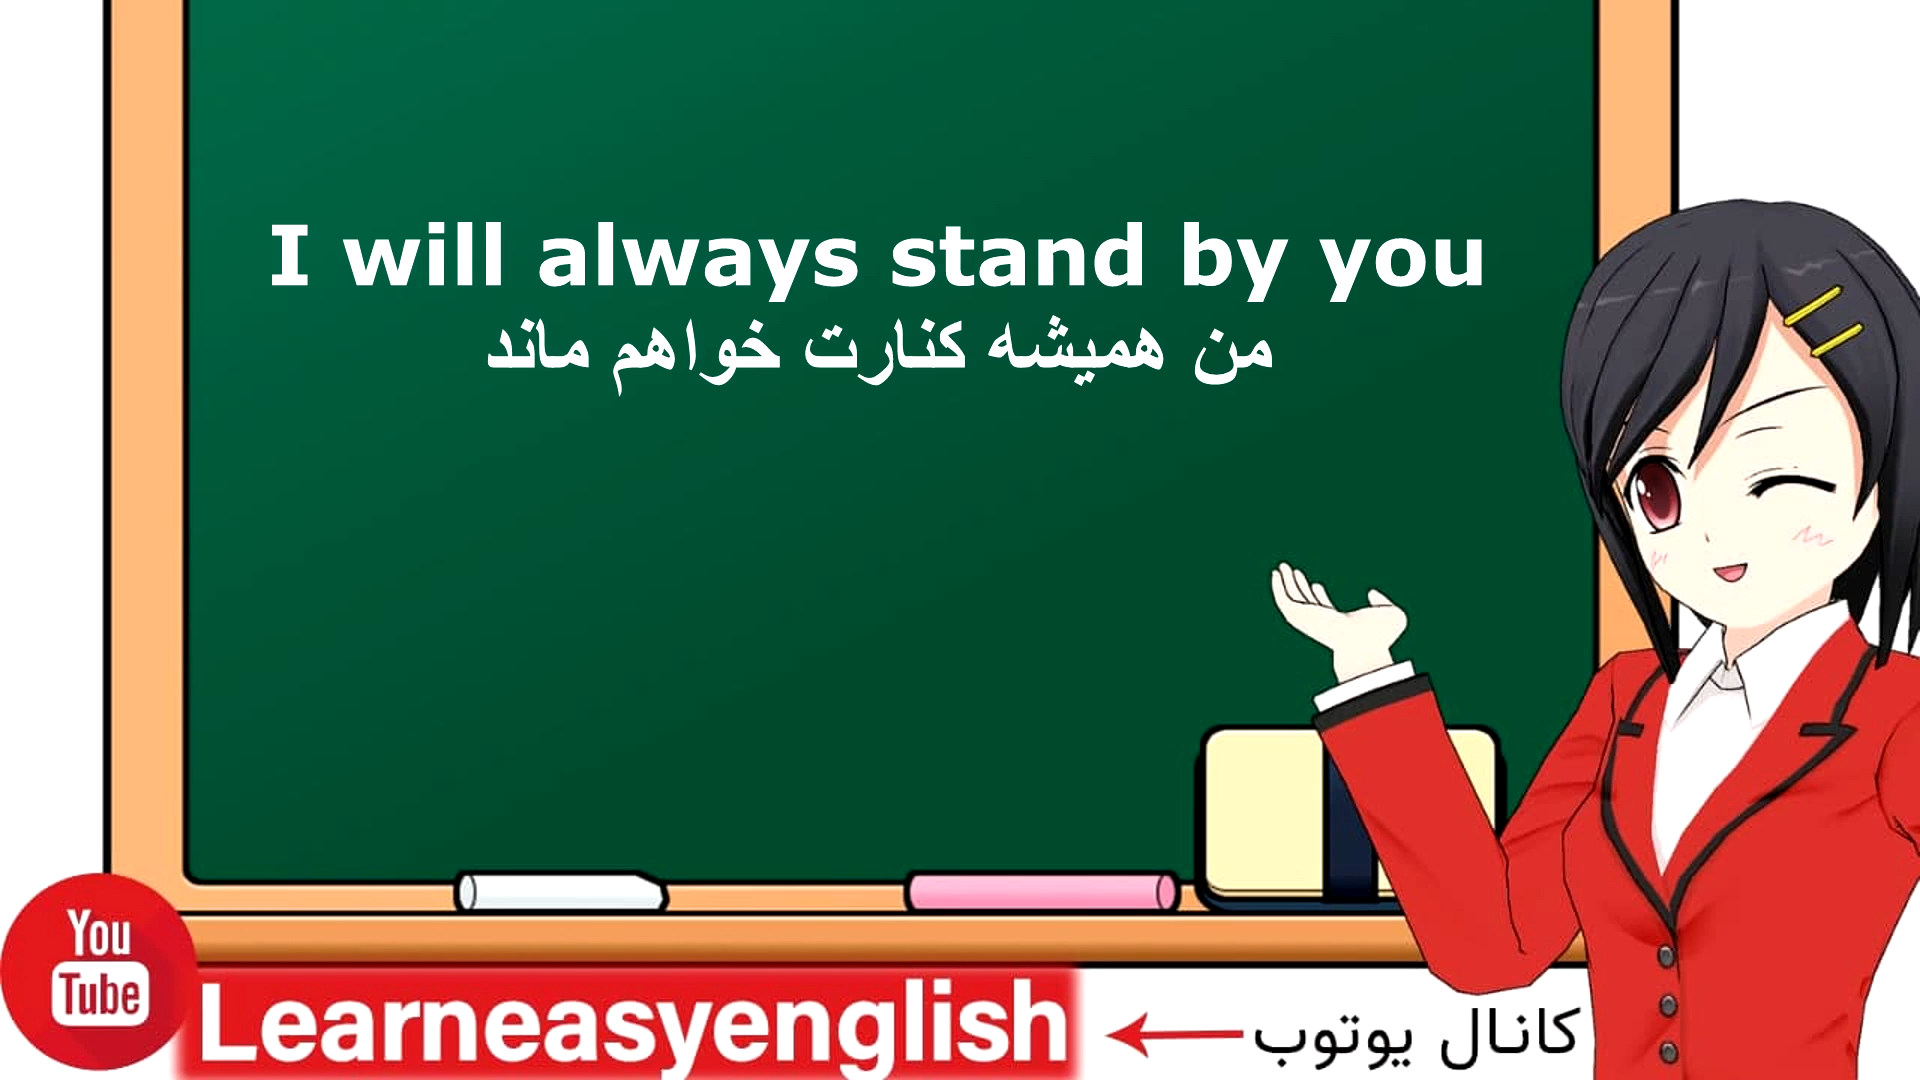 I will always stand by you
من همیشه کنارت خواهم ماند
You
Tube
Learneasyenglish
کانال یوتوب